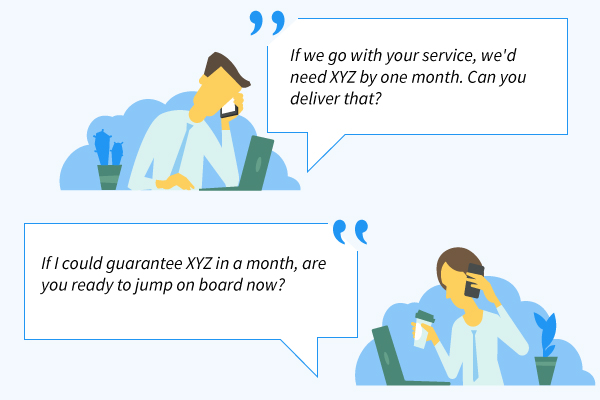 If we go with your service, we'd
need XYZ by one month. Can you
deliver that?
If I could guarantee XYZ in a month, are
you ready to jump on board now?